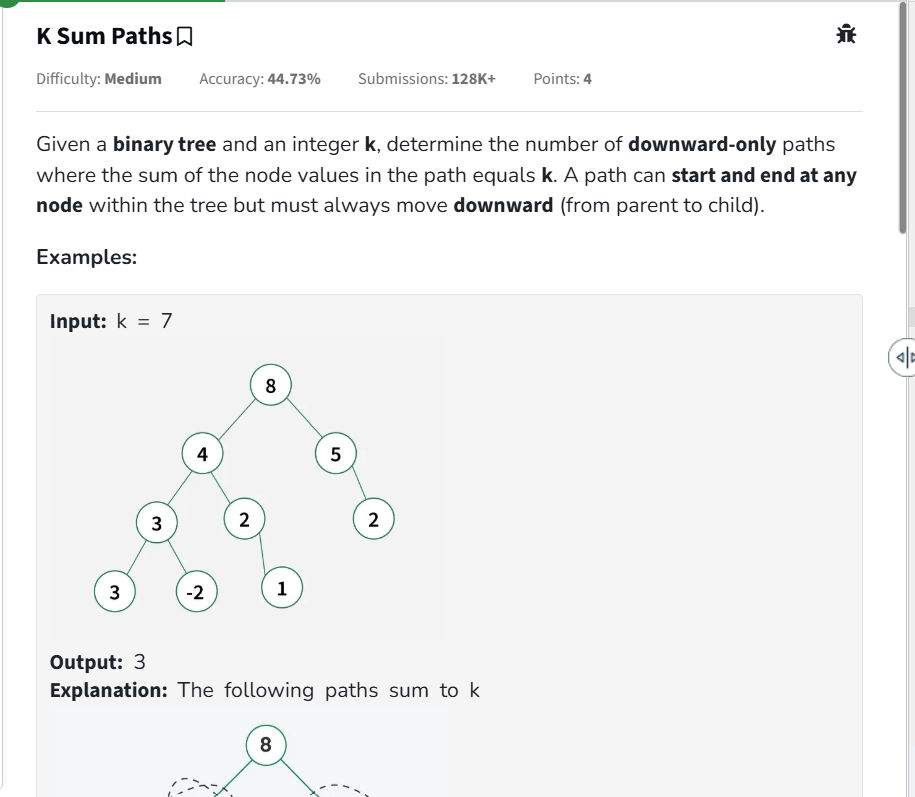 K Sum Paths
Difficulty: Medium Accuracy: 44.73% Submissions: 128K+ Points: 4
Given a binary tree and an integer k, determine the number of downward-only paths
where the sum of the node values in the path equals k. A path can start and end at any
node within the tree but must always move downward (from parent to child).
Examples:
Input: k = 7
8
4 5
3 2 2
3 -2 1
Output: 3
Explanation: The following paths sum to k
8